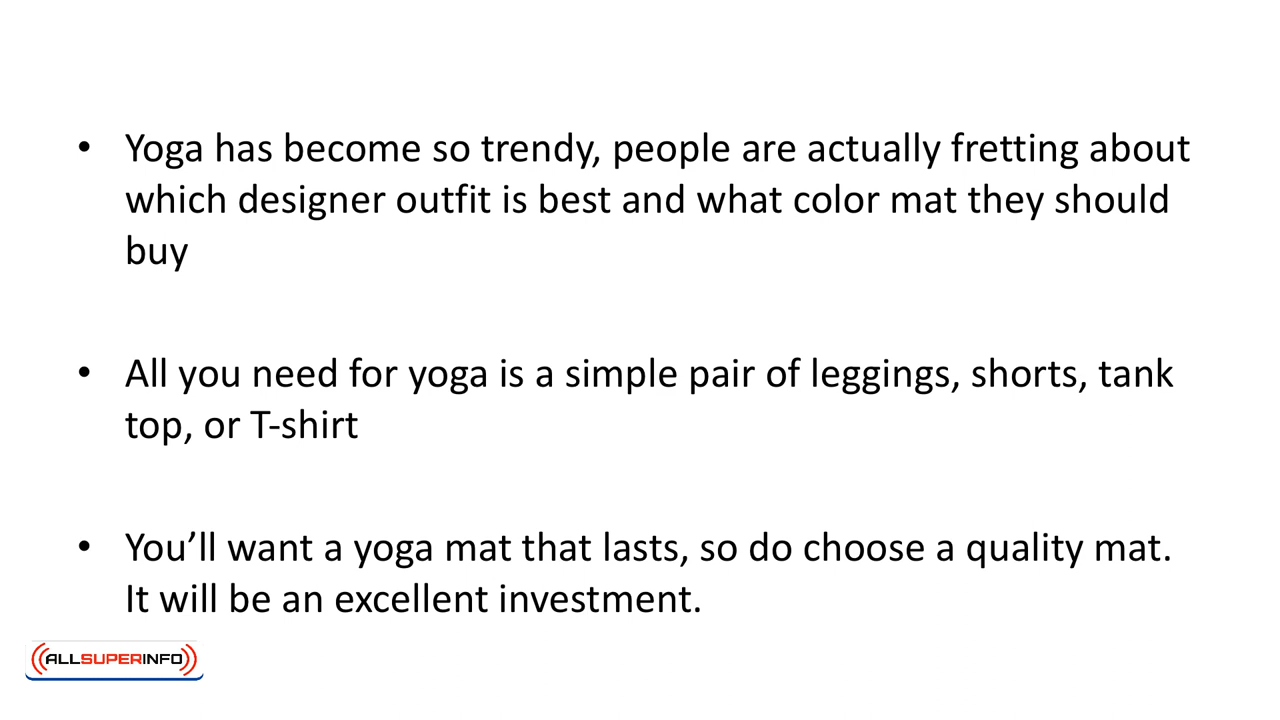 • Yoga has become so trendy, people are actually fretting about
which designer outfit is best and what color mat they should
buy
• All you need for yoga is a simple pair of leggings, shorts, tank
top, or T-shirt
• You’ll want a yoga mat that lasts, so do choose a quality mat.
It will be an excellent investment.
ALLSUPERINFO